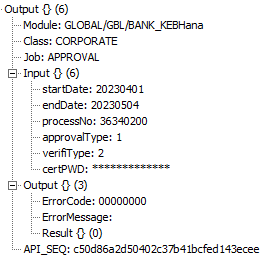 Output {} (6)
Module: GLOBAL/GBL/BANK_KEBHana
Class: CORPORATE
Job: APPROVAL
Input {} (6)
startDate: 20230401
endDate: 20230504
processNo: 36340200
approvalType: 1
verifiType: 2
certPWD: *************
Output {} (3)
ErrorCode: 00000000
ErrorMessage:
Result {} (0)
API_SEQ: c50d86a2d50402c37b41bcfed143ecee